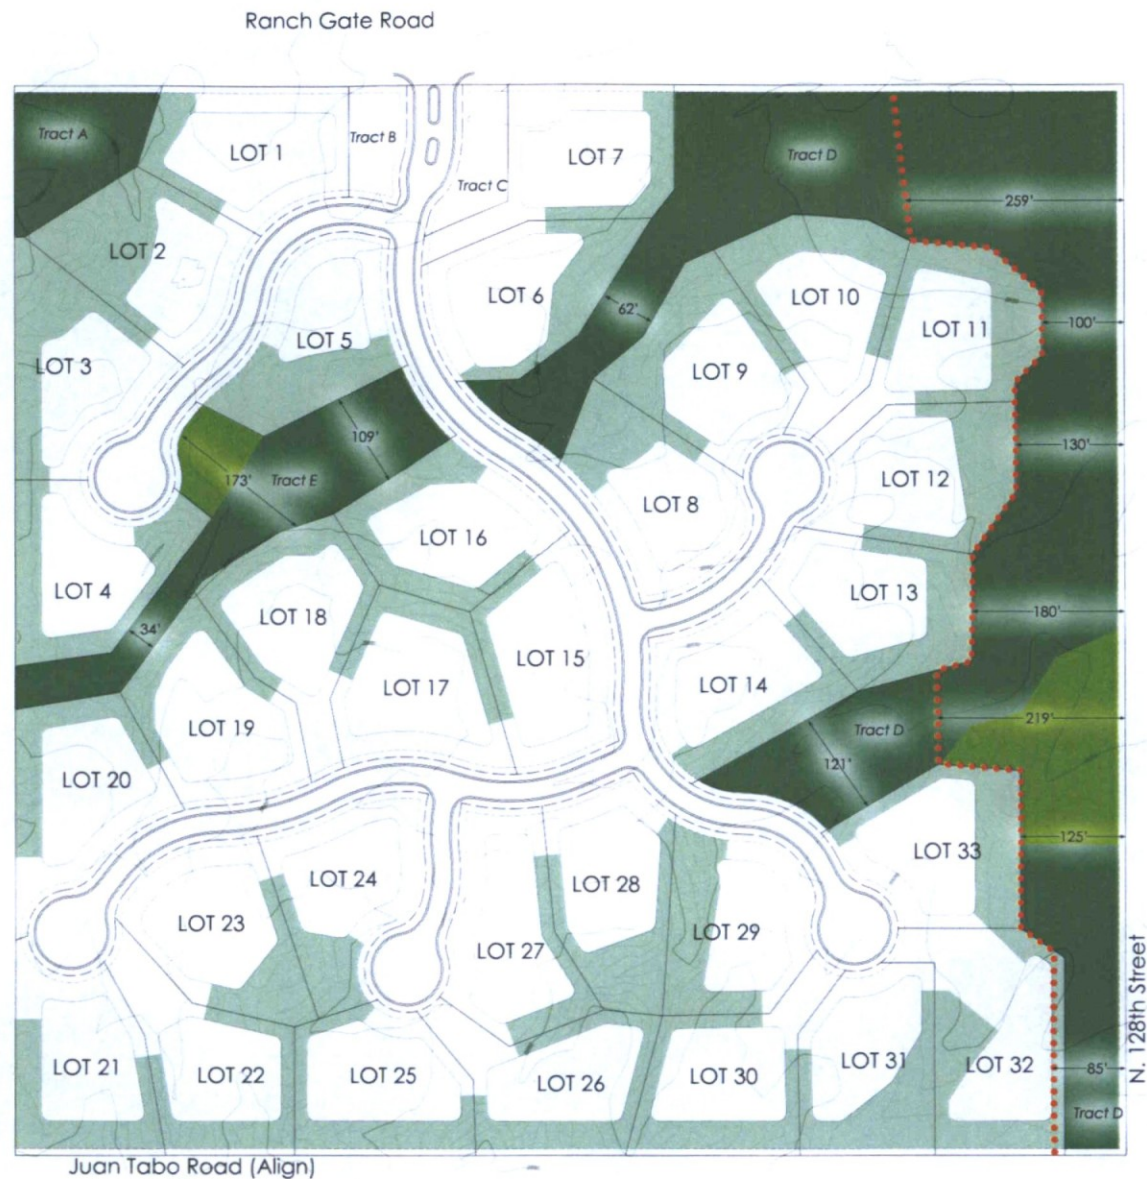 Ranch Gate Road
Tract A
LOT 1
Tract B
LOT 7
Tract D
Tract C
259'
LOT 2
LOT 6
62'
LOT 10
LOT 11
100'
LOT 3
LOT 5
LOT 9
109'
130'
173'
Tract E
LOT 12
LOT 8
LOT 16
LOT 4
LOT 18
LOT 13
180'
34'
LOT 15
LOT 17
LOT 14
LOT 19
219'
Tract D
121'
LOT 20
125'
LOT 33
LOT 24
LOT 28
LOT 23
LOT 27
LOT 29
N. 128th Street
LOT 21
LOT 22
LOT 25
LOT 26
LOT 30
LOT 31
LOT 32
85'
Tract D
Juan Tabo Road (Align)